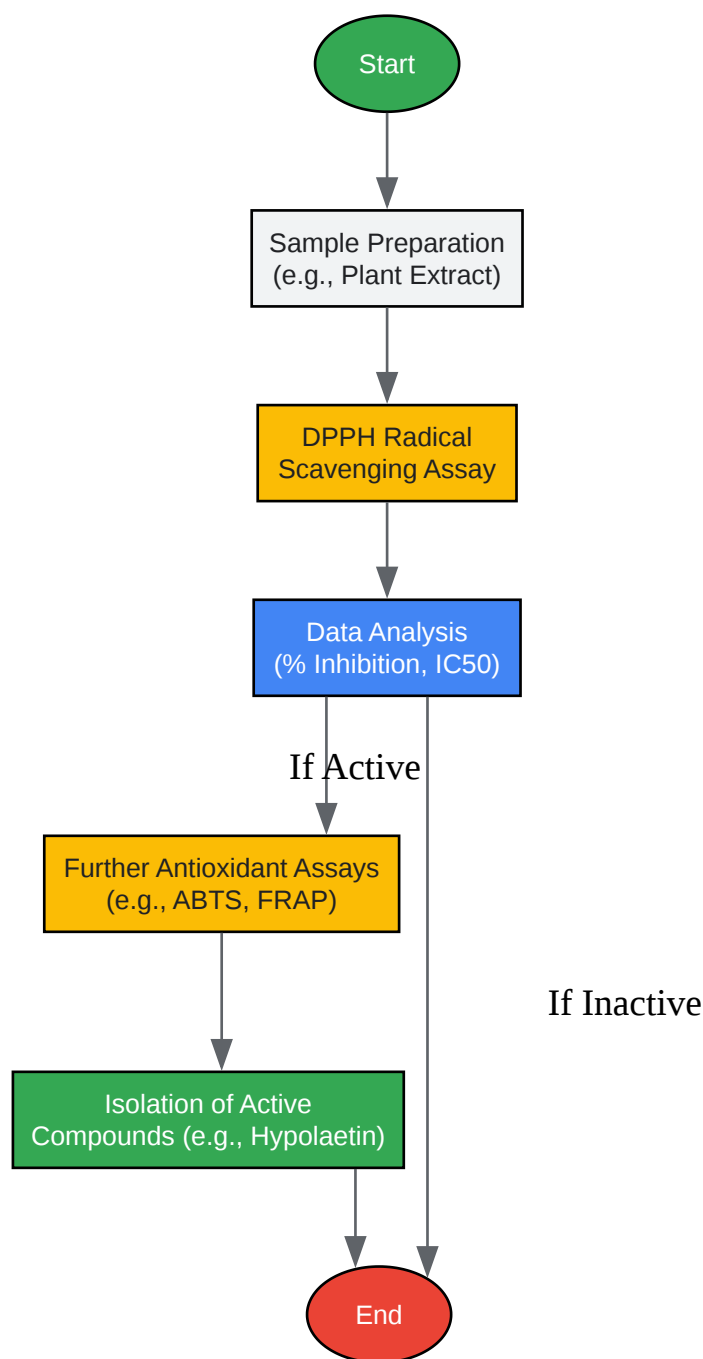 Start
Sample Preparation
(e.g., Plant Extract)
DPPH Radical
Scavenging Assay
Data Analysis
(% Inhibition, IC50)
If Active
Further Antioxidant Assays
(e.g., ABTS, FRAP)
If Inactive
Isolation of Active
Compounds (e.g., Hypolaetin)
End